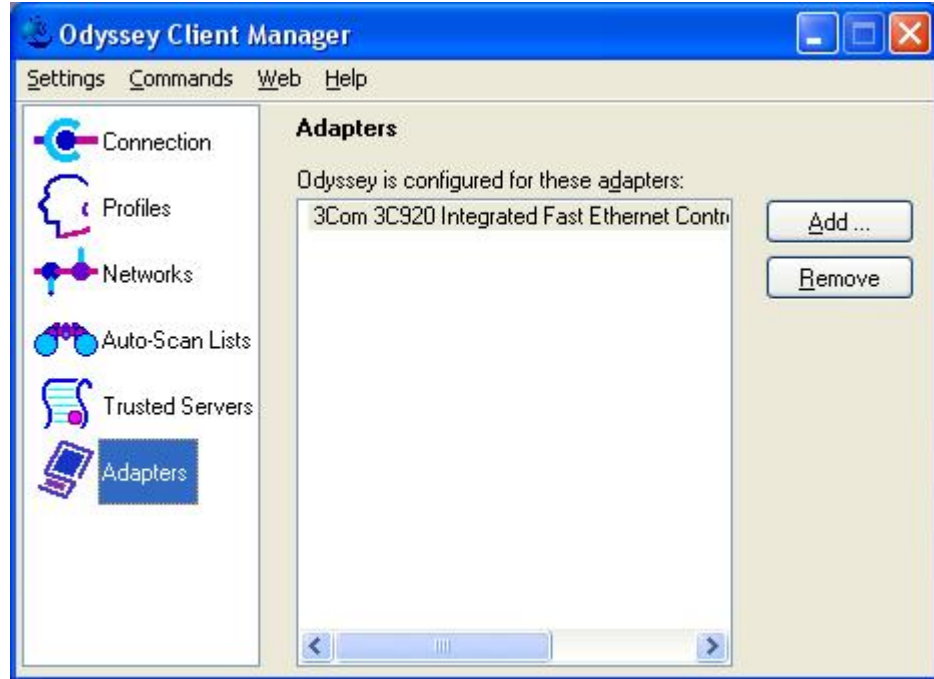 Odyssey Client Manager
Settings Commands Web Help
Connection
Profiles
Networks
Auto-Scan Lists
Trusted Servers
Adapters
Adapters
Odyssey is configured for these adapters:
3Com 3C920 Integrated Fast Ethernet Contr
Add ...
Remove